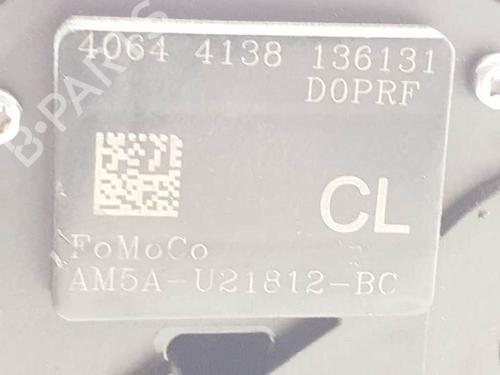 4064 4138 136131
D0PRF
CL
FoMoCo
AM5A-U21812-BC
B-PARTS